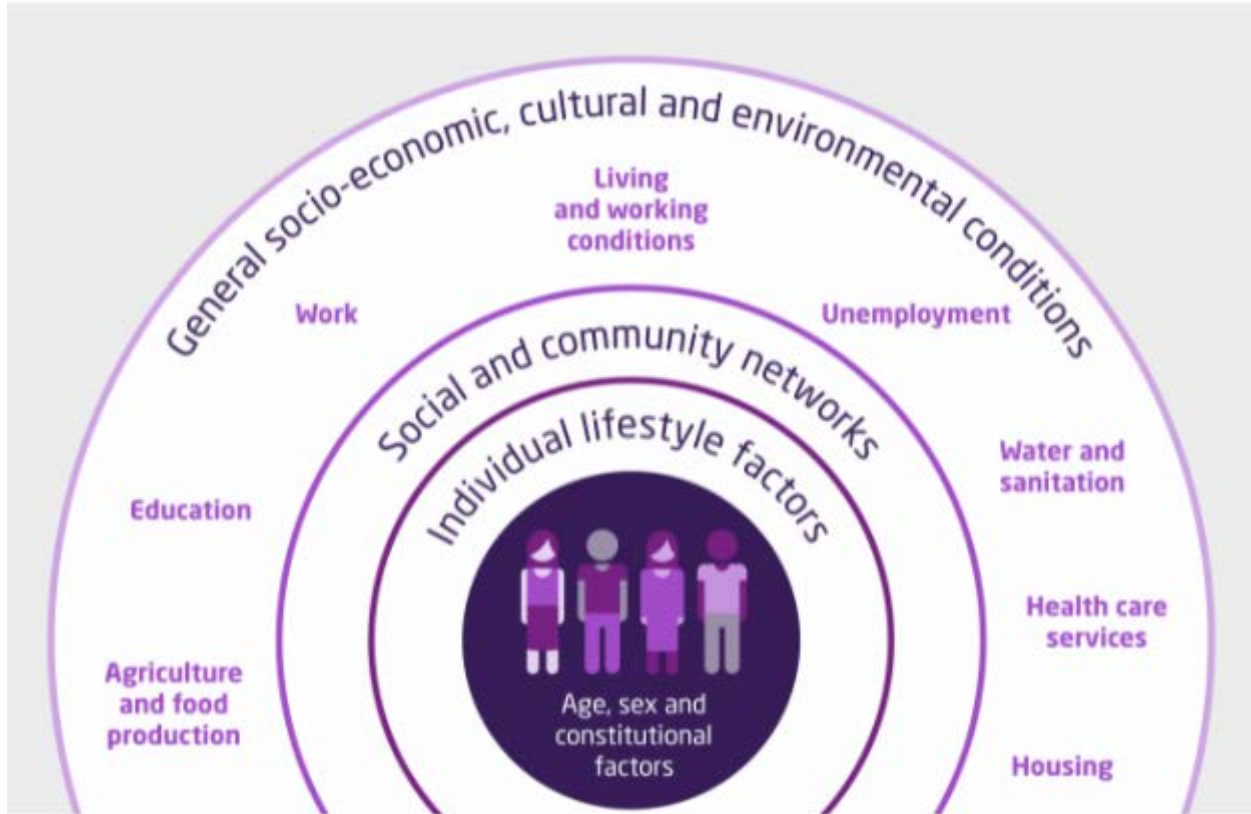 General socio-economic, cultural and environmental conditions
Living
and working
conditions
Work
Unemployment
Social and community networks
Individual lifestyle factors
Education
Water and
sanitation
Health care
services
Agriculture
and food
production
Age, sex and
constitutional
factors
Housing